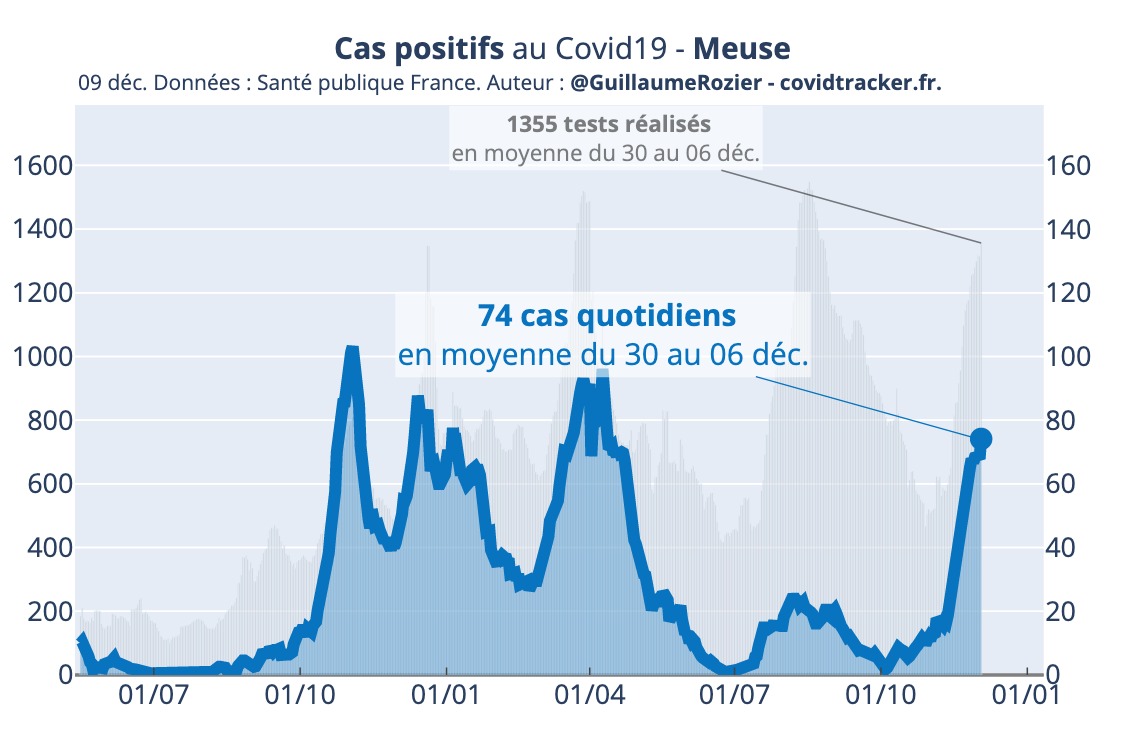 Cas positifs au Covid19 - Meuse
09 déc. Données : Santé publique France. Auteur : @GuillaumeRozier - covidtracker.fr.
1355 tests réalisés
en moyenne du 30 au 06 déc.
1600 160
1400 140
1200 120
74 cas quotidiens
en moyenne du 30 au 06 déc.
1000 100
800 80
600 60
400 40
200 20
0 0
01/07 01/10 01/01 01/04 01/07 01/10 01/01